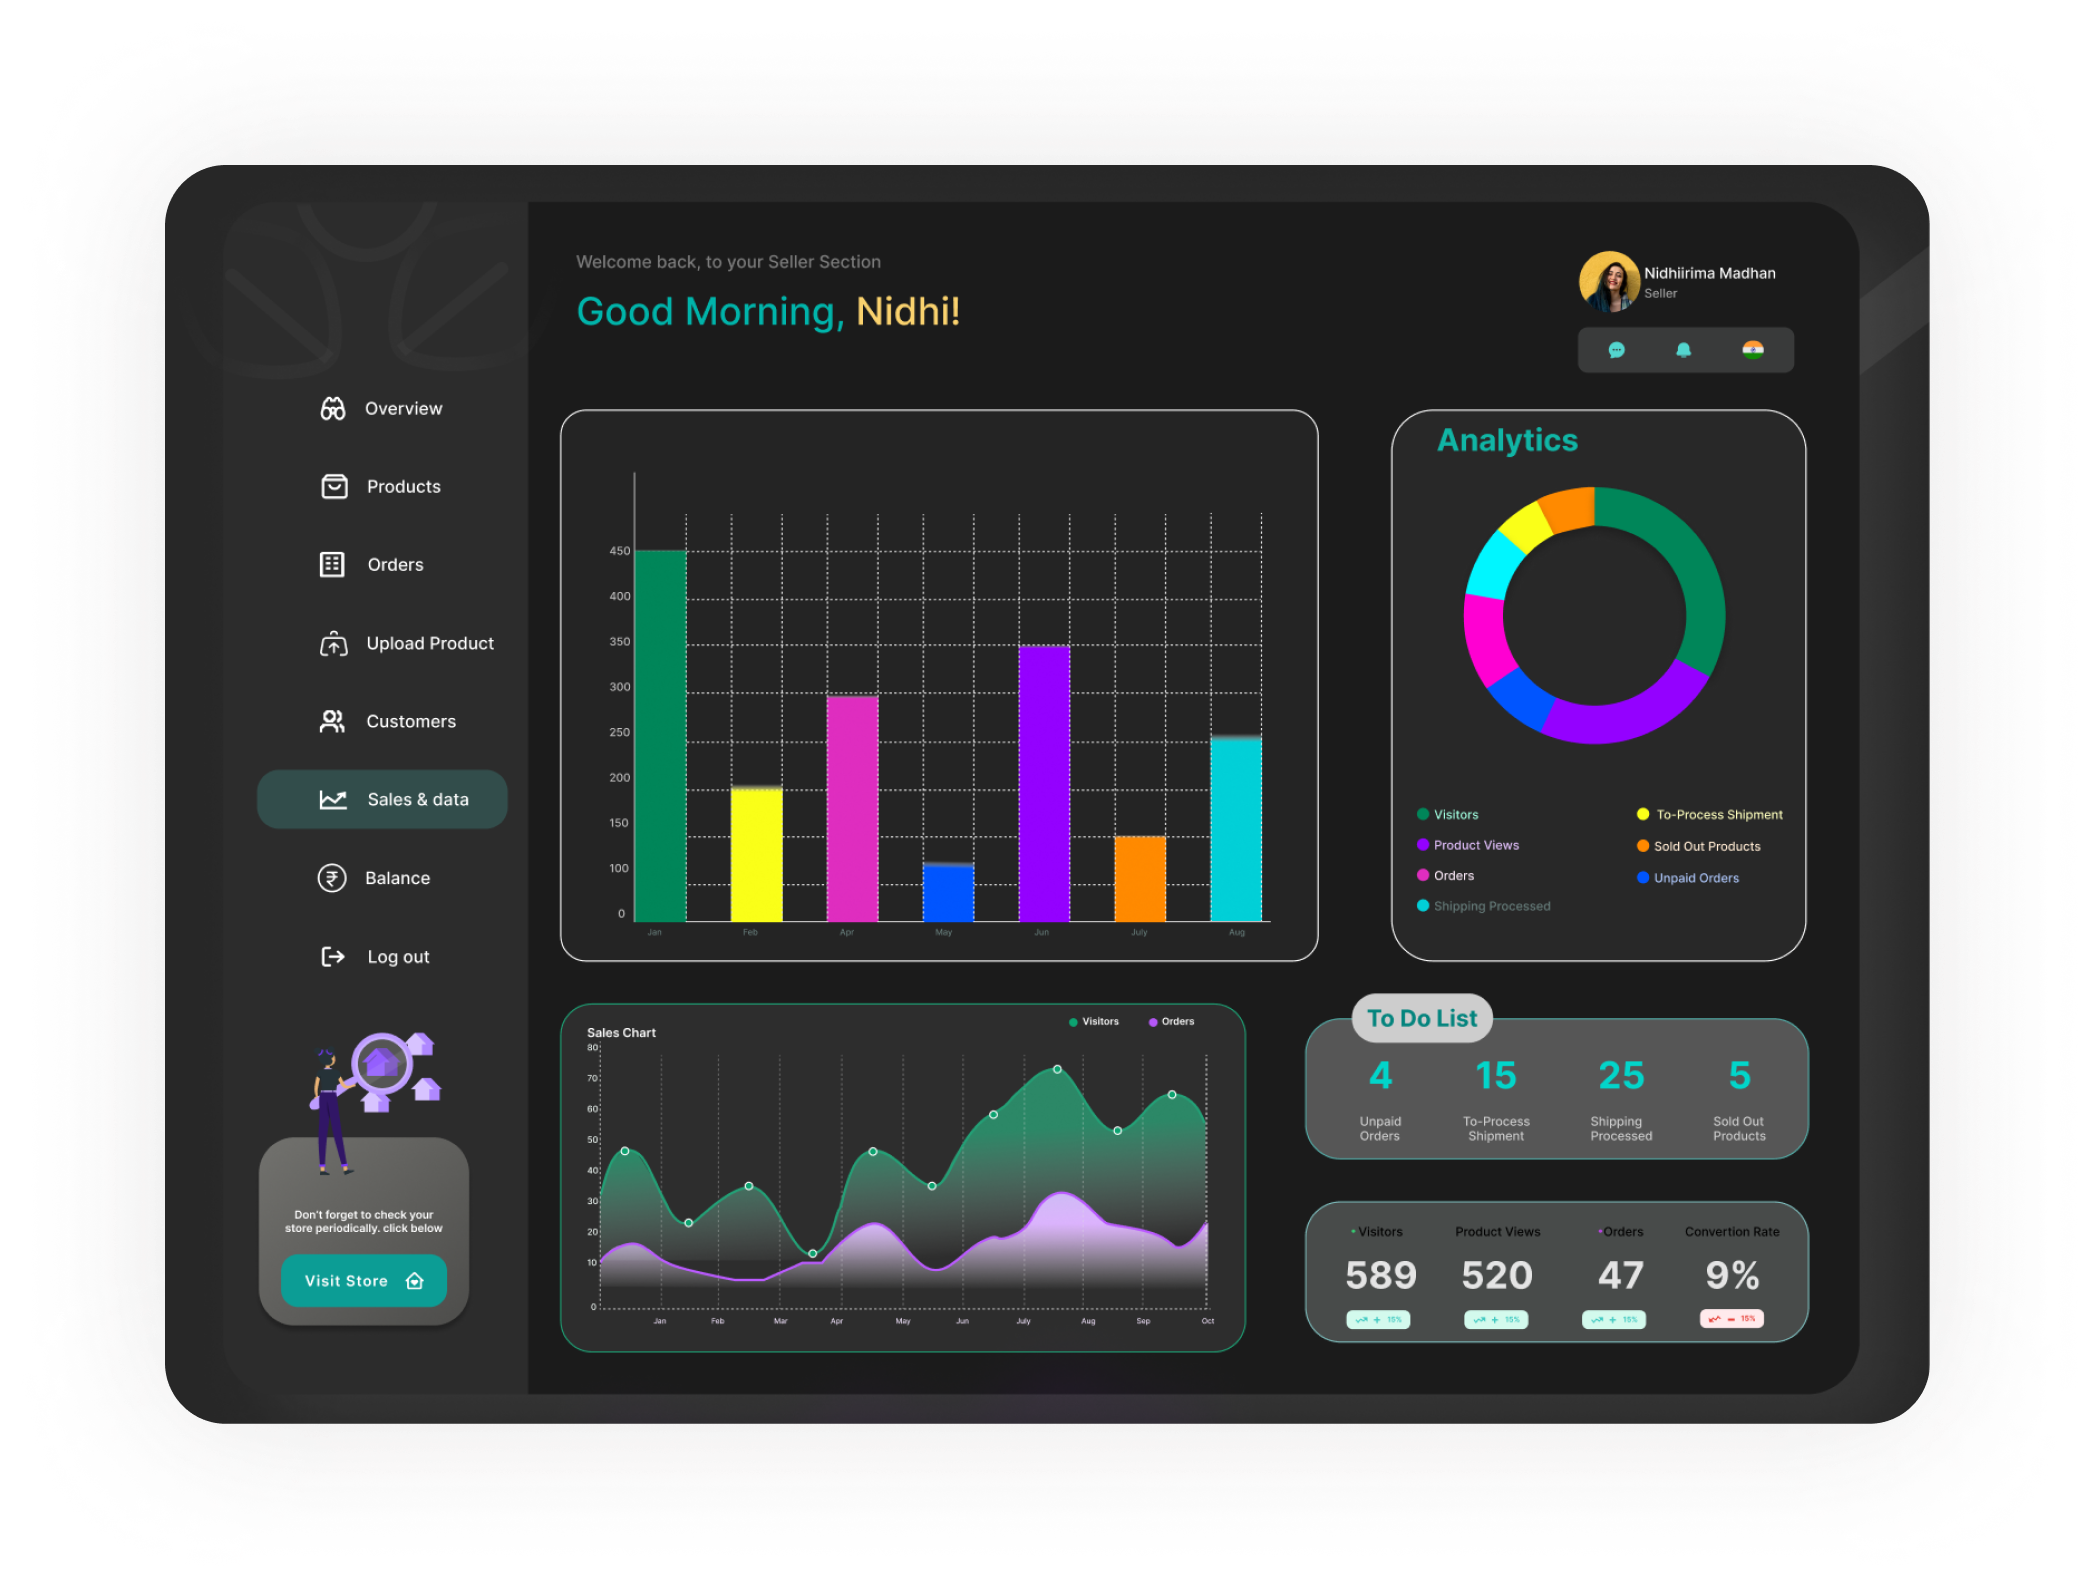 Welcome back, to your Seller Section
Good Morning, Nidhi!
Nidhiirima Madhan
Seller
Overview
Products
Orders
Upload Product
Customers
Sales & data
Balance
Log out
Don't forget to check your
store periodically. click below
Visit Store
450
400
350
300
250
200
150
100
0
Jan Feb Apr May Jun July Aug
Analytics
Visitors
Product Views
Orders
Shipping Processed
To-Process Shipment
Sold Out Products
Unpaid Orders
Sales Chart
Visitors Orders
80
70
60
50
40
30
20
10
0
Jan Feb Mar Apr May Jun July Aug Sep Oct
To Do List
4 15 25 5
Unpaid To-Process Shipping Sold Out
Orders Shipment Processed Products
Visitors Product Views Orders Convertion Rate
589 520 47 9%
+ 15% + 15% + 15% - 15%